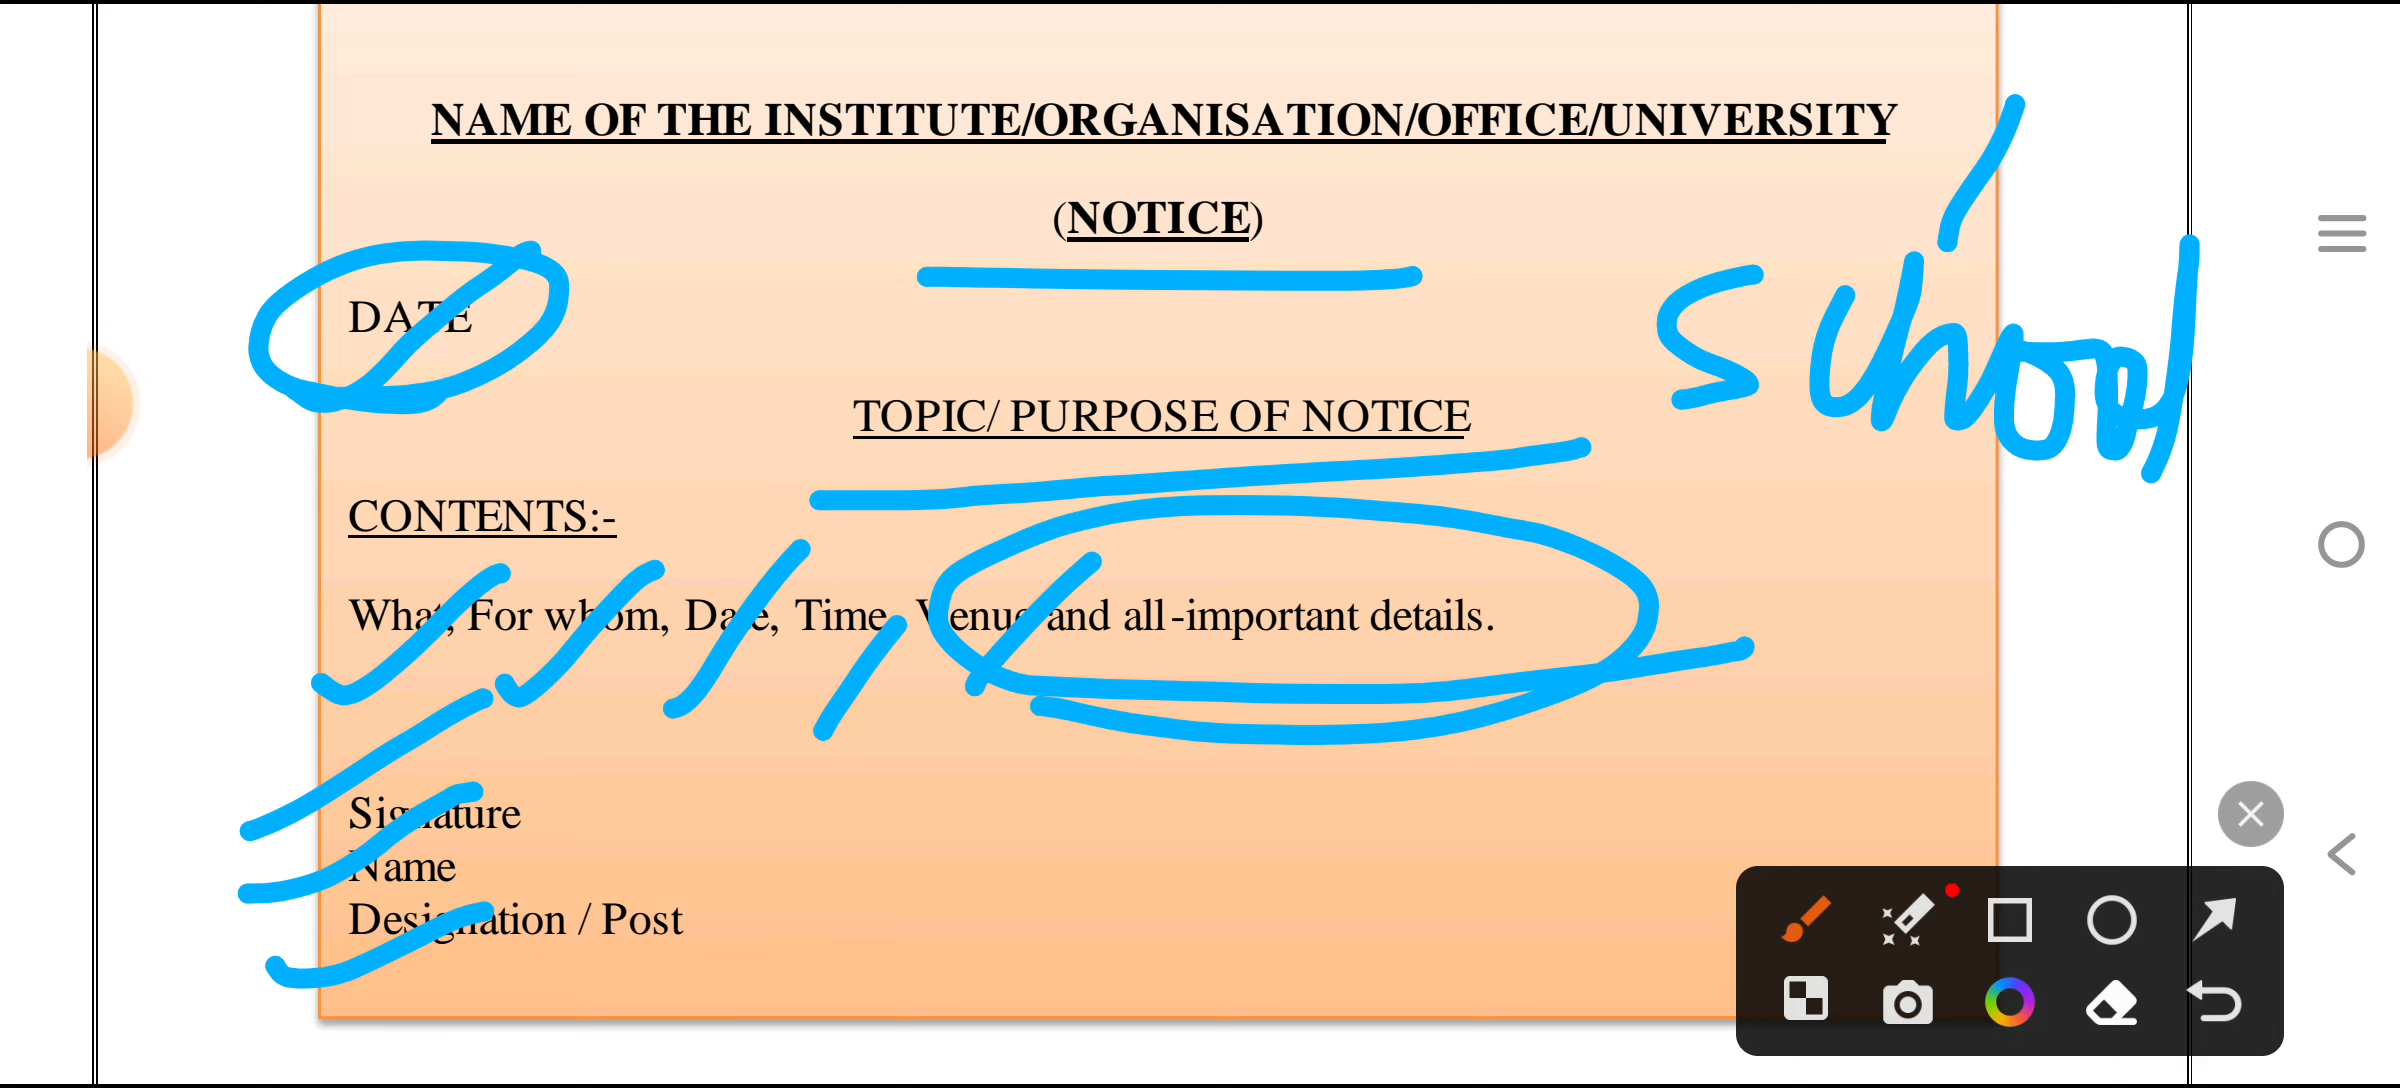 NAME OF THE INSTITUTE/ORGANISATION/OFFICE/UNIVERSITY
(NOTICE)
school
DATE
TOPIC/ PURPOSE OF NOTICE
CONTENTS:-
What, For whom, Date, Time, Venue and all-important details.
Signature
Name
Designation / Post